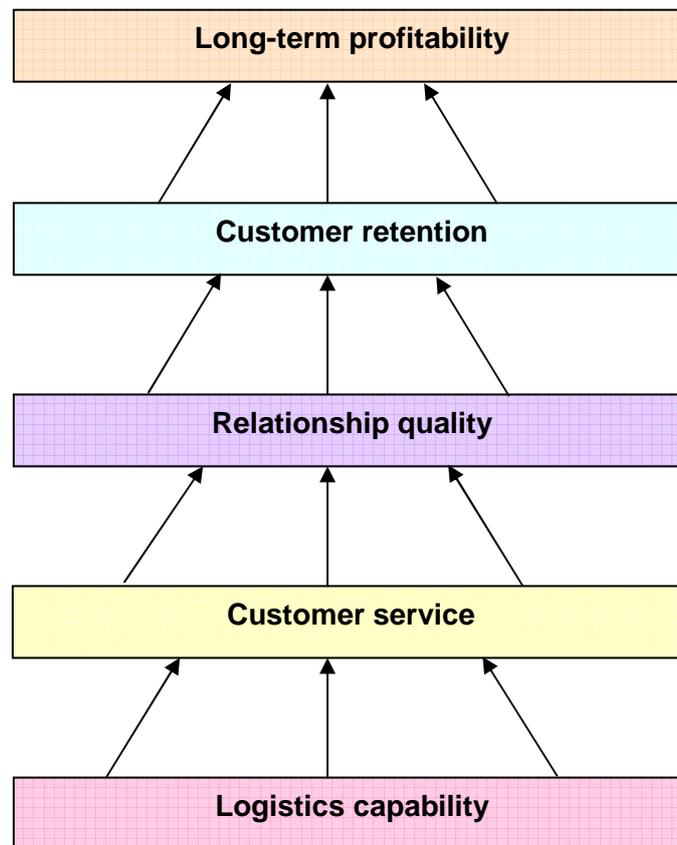 Long-term profitability
Customer retention
Relationship quality
Customer service
Logistics capability